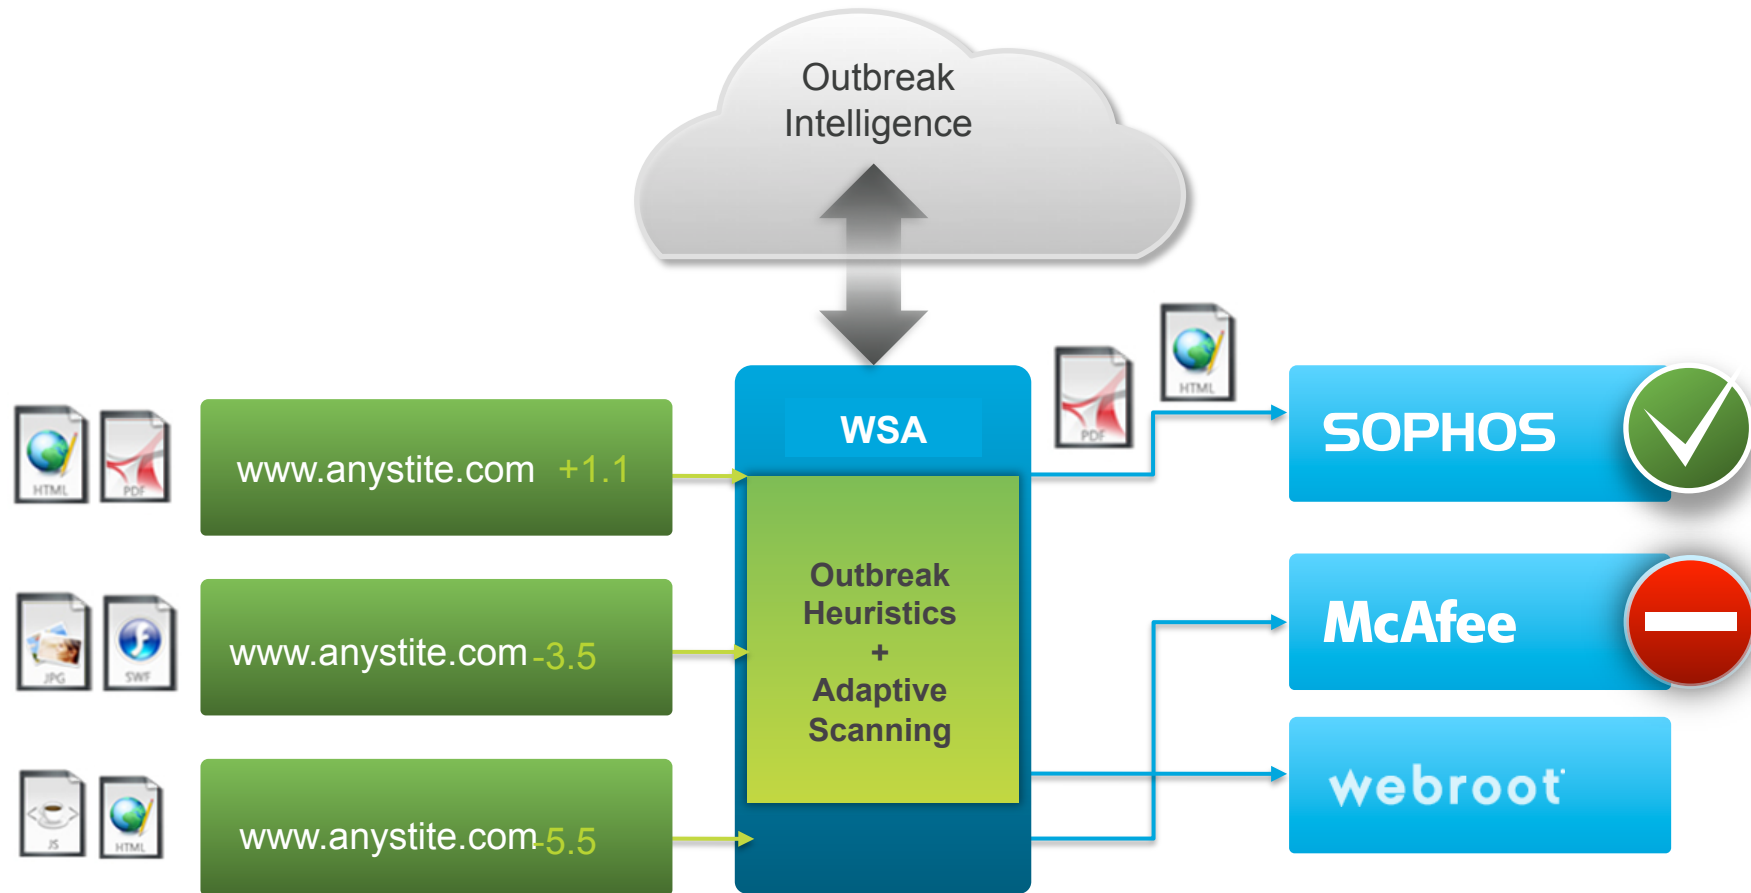 Outbreak
Intelligence
HTML
PDF
www.anystite.com +1.1
JPG
SWF
www.anystite.com -3.5
JS
HTML
www.anystite.com -5.5
WSA
Outbreak
Heuristics
+
Adaptive
Scanning
PDF
HTML
SOPHOS
McAfee
webroot